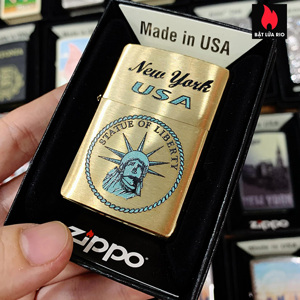 BẬT LỬA RIO
Made in USA
New York
USA
STATUE OF LIBERTY
zippo